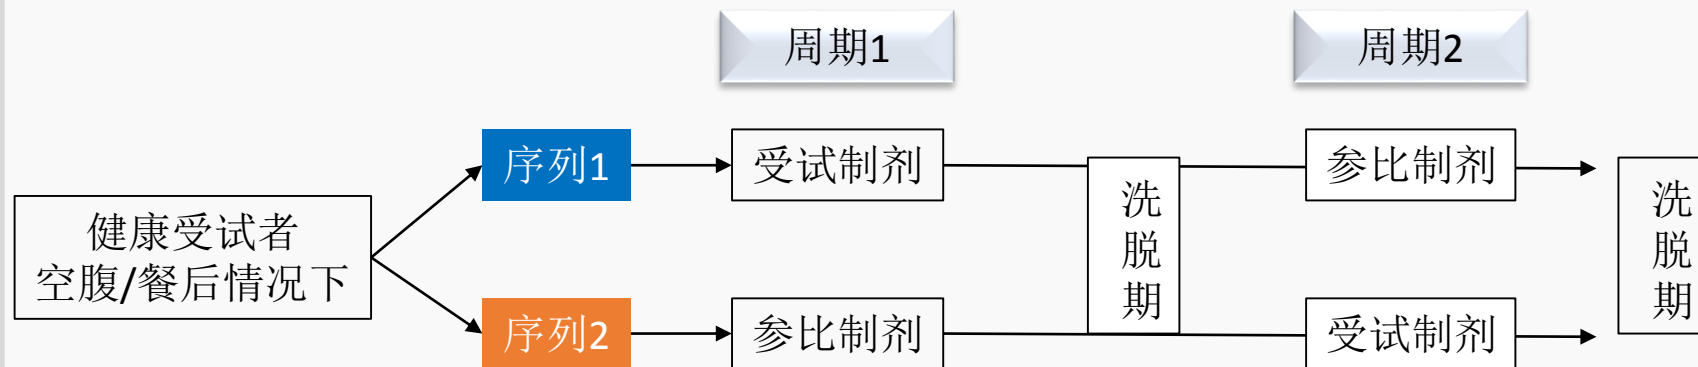 周期1
周期2
序列1
受试制剂
参比制剂
健康受试者
空腹/餐后情况下
洗
脱
期
洗
脱
期
序列2
参比制剂
受试制剂